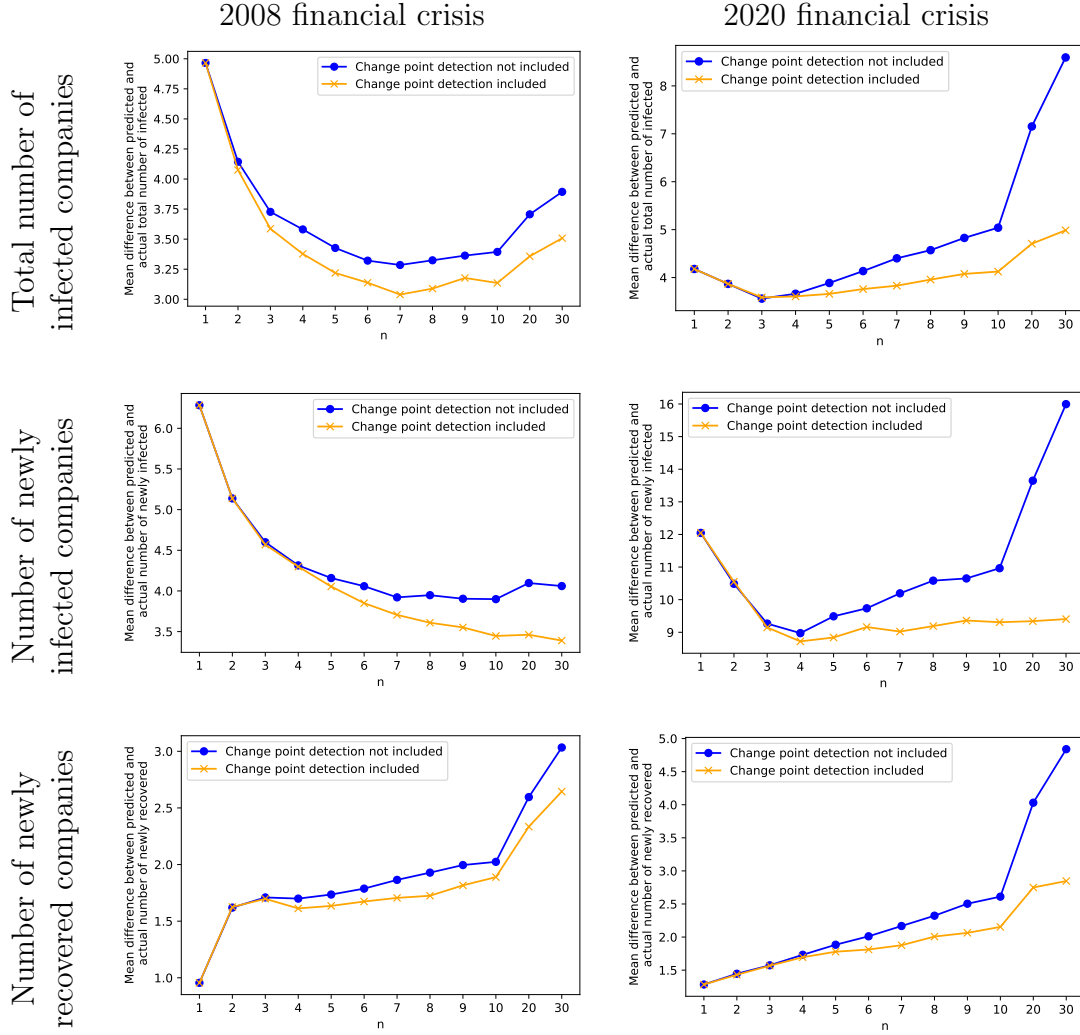 2008 financial crisis
2020 financial crisis
Total number of
infected companies
Mean difference between predicted and
actual total number of infected
5.00
4.75
4.50
4.25
4.00
3.75
3.50
3.25
3.00
Change point detection not included
Change point detection included
1 2 3 4 5 6 7 8 9 10 20 30
n
Mean difference between predicted and
actual total number of infected
8
7
6
5
4
Change point detection not included
Change point detection included
1 2 3 4 5 6 7 8 9 10 20 30
n
Number of newly
infected companies
Mean difference between predicted and
actual number of newly infected
6.0
5.5
5.0
4.5
4.0
3.5
Change point detection not included
Change point detection included
1 2 3 4 5 6 7 8 9 10 20 30
n
Mean difference between predicted and
actual number of newly infected
16
15
14
13
12
11
10
9
Change point detection not included
Change point detection included
1 2 3 4 5 6 7 8 9 10 20 30
n
Number of newly
recovered companies
Mean difference between predicted and
actual number of newly recovered
3.0
2.5
2.0
1.5
1.0
Change point detection not included
Change point detection included
1 2 3 4 5 6 7 8 9 10 20 30
n
Mean difference between predicted and
actual number of newly recovered
5.0
4.5
4.0
3.5
3.0
2.5
2.0
1.5
Change point detection not included
Change point detection included
1 2 3 4 5 6 7 8 9 10 20 30
n